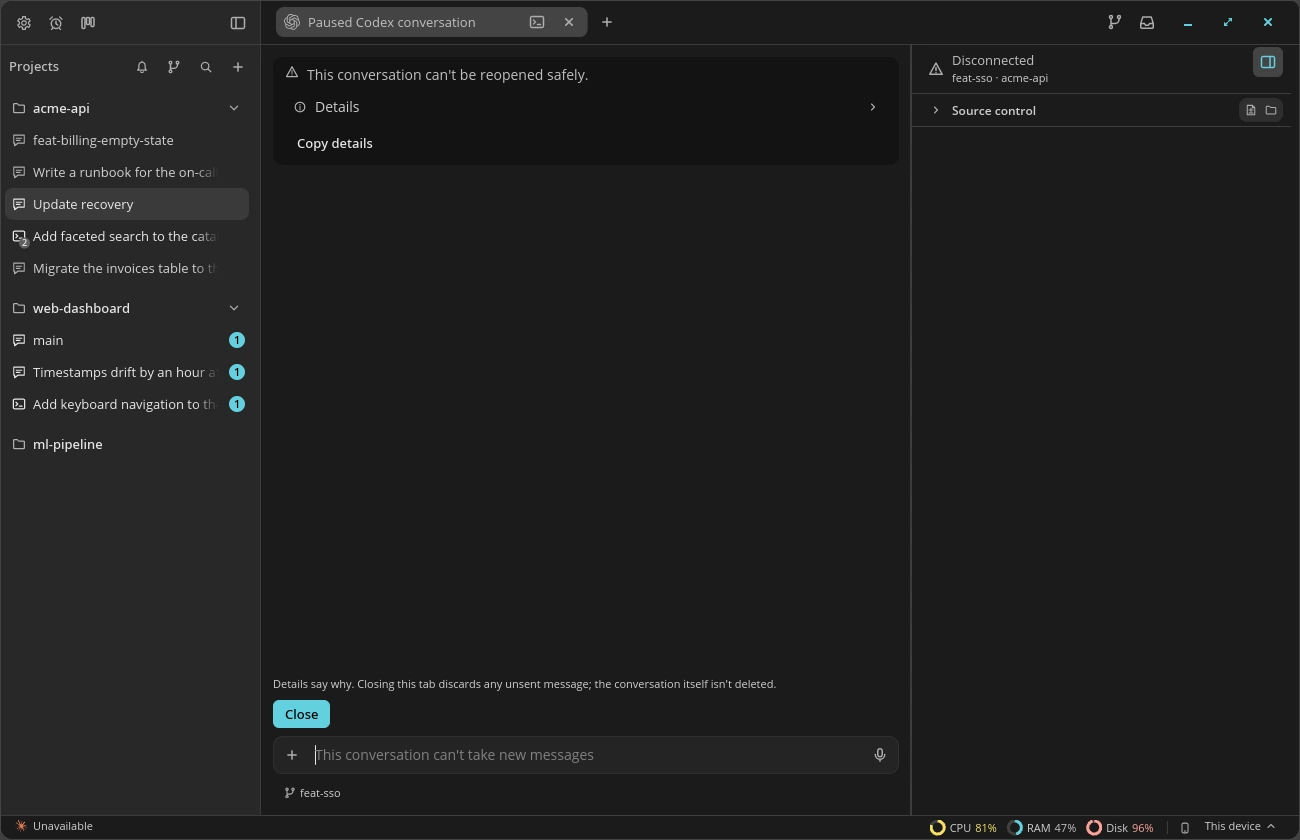 Paused Codex conversation
Projects
acme-api
feat-billing-empty-state
Write a runbook for the on-cal
Update recovery
2
Add faceted search to the cata
Migrate the invoices table to th
web-dashboard
main
1
Timestamps drift by an hour a
1
Add keyboard navigation to th
1
ml-pipeline
This conversation can't be reopened safely.
Details
Copy details
Details say why. Closing this tab discards any unsent message; the conversation itself isn't deleted.
Close
This conversation can't take new messages
feat-sso
Disconnected
feat-sso · acme-api
Source control
Unavailable
CPU 81%
RAM 47%
Disk 96%
This device